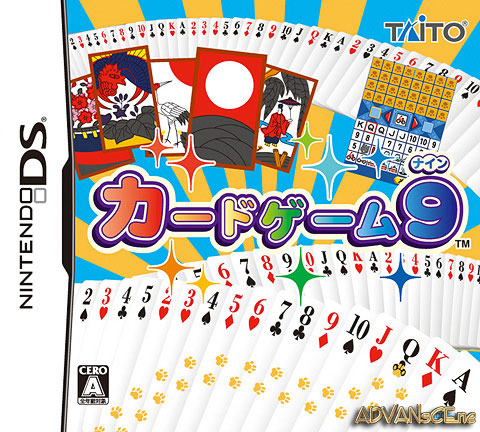 NINTENDO DS
TAITO®
カードゲーム9
ナイン
TM
CERO
A
全年齢対象
ADVANsCEne